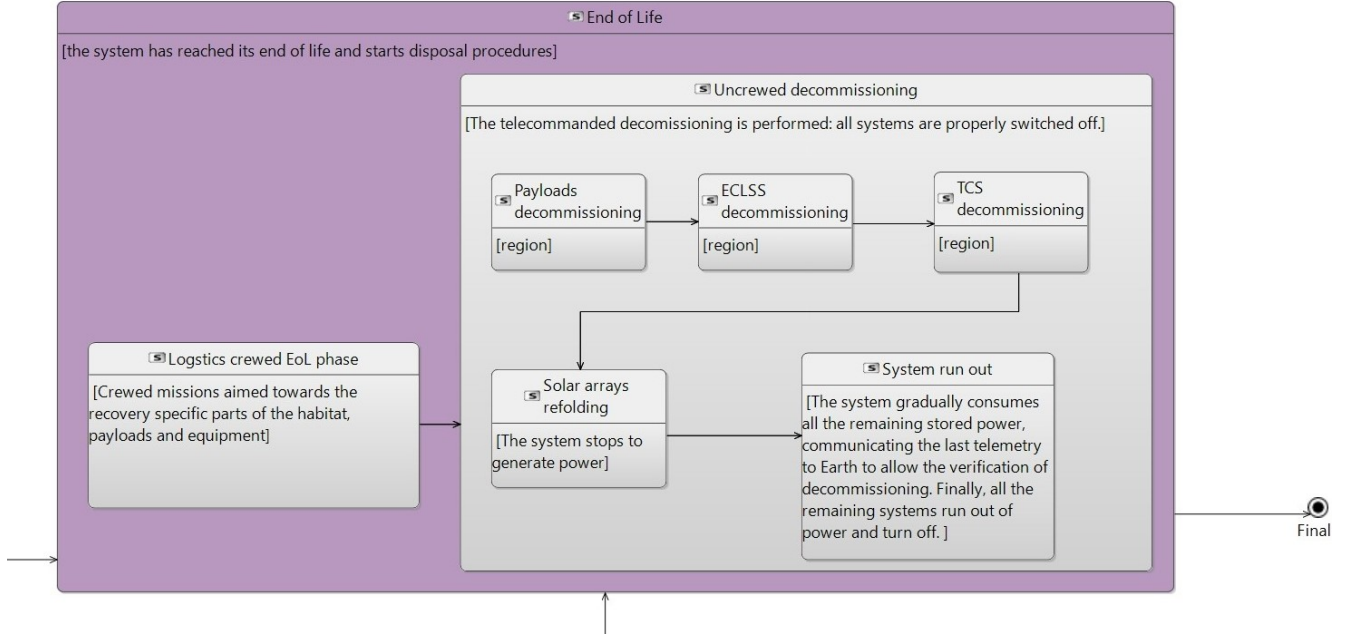 End of Life
[the system has reached its end of life and starts disposal procedures]
Uncrewed decommissioning
[The telecommanded decomissioning is performed: all systems are properly switched off.]
Payloads
decommissioning
[region]
ECLSS
decommissioning
[region]
TCS
decommissioning
[region]
Logstics crewed EoL phase
[Crewed missions aimed towards the
recovery specific parts of the habitat,
payloads and equipment]
Solar arrays
refolding
[The system stops to
generate power]
System run out
[The system gradually consumes
all the remaining stored power,
communicating the last telemetry
to Earth to allow the verification of
decommissioning. Finally, all the
remaining systems run out of
power and turn off. ]
Final